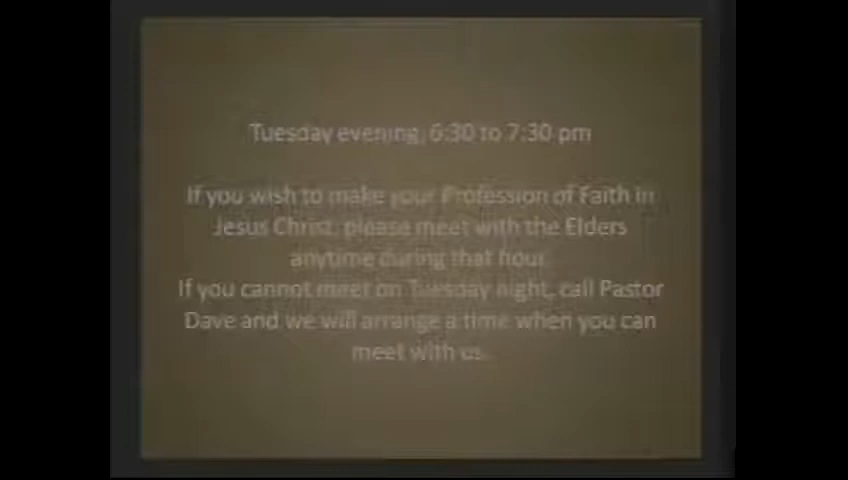 Tuesday evening, 6:30 to 7:30 pm
If you wish to make your Profession of Faith in
Jesus Christ, please meet with the Elders
anytime during that hour.
If you cannot meet on Tuesday night, call Pastor
Dave and we will arrange a time when you can
meet with us.